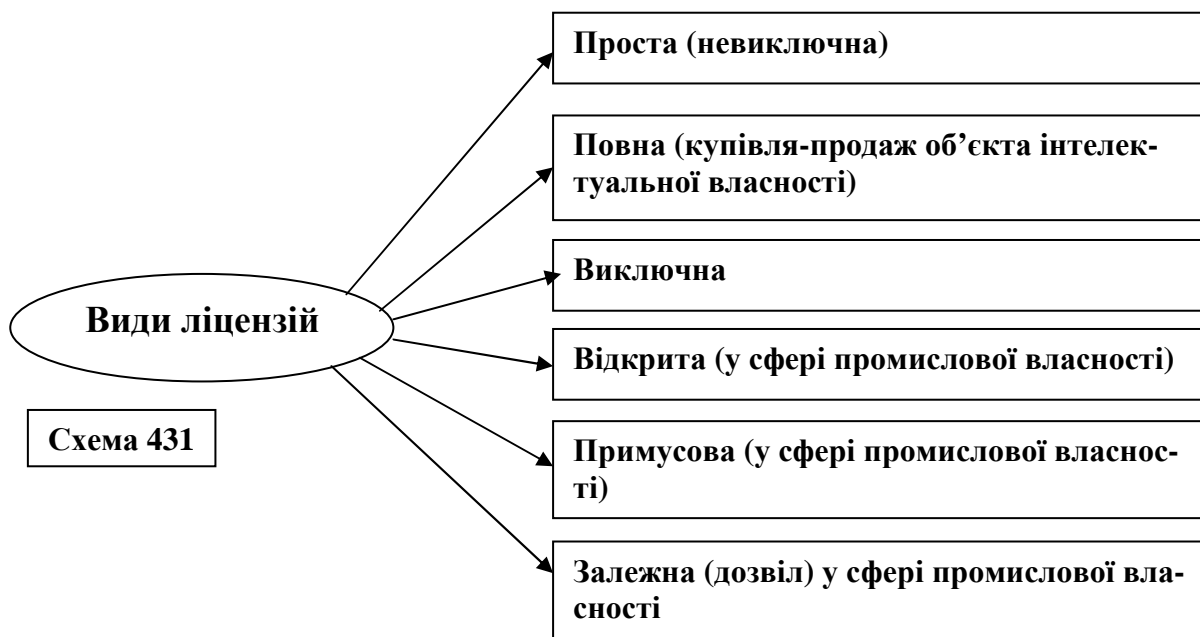 Проста (невиключна)
Повна (купівля-продаж об’єкта інтелек-
туальної власності)
Виключна
Види ліцензій
Відкрита (у сфері промислової власності)
Схема 431
Примусова (у сфері промислової власнос-
ті)
Залежна (дозвіл) у сфері промислової вла-
сності